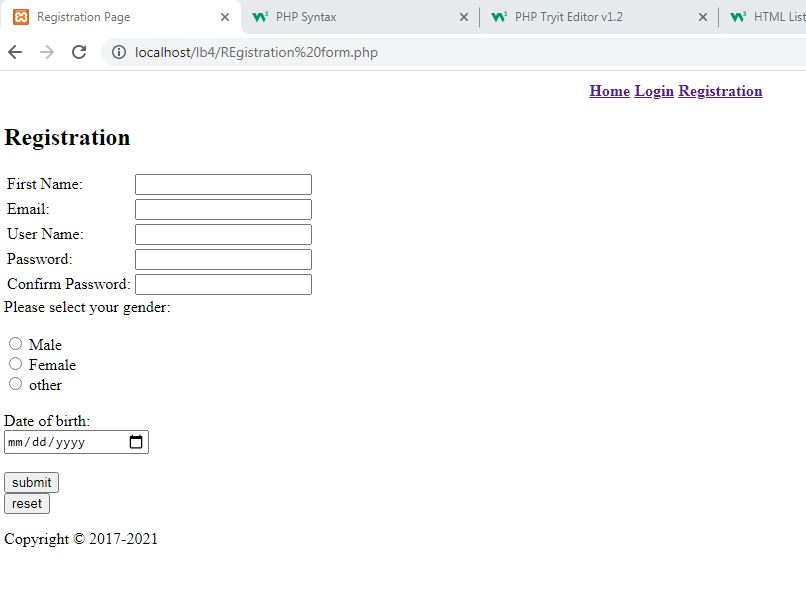 Registration Page
PHP Syntax
PHP Tryit Editor v1.2
HTML List
localhost/lb4/REgistration%20form.php
Home Login Registration
Registration
First Name:
Email:
User Name:
Password:
Confirm Password:
Please select your gender:
Male
Female
other
Date of birth:
mm/dd/yyyy
submit
reset
Copyright © 2017-2021